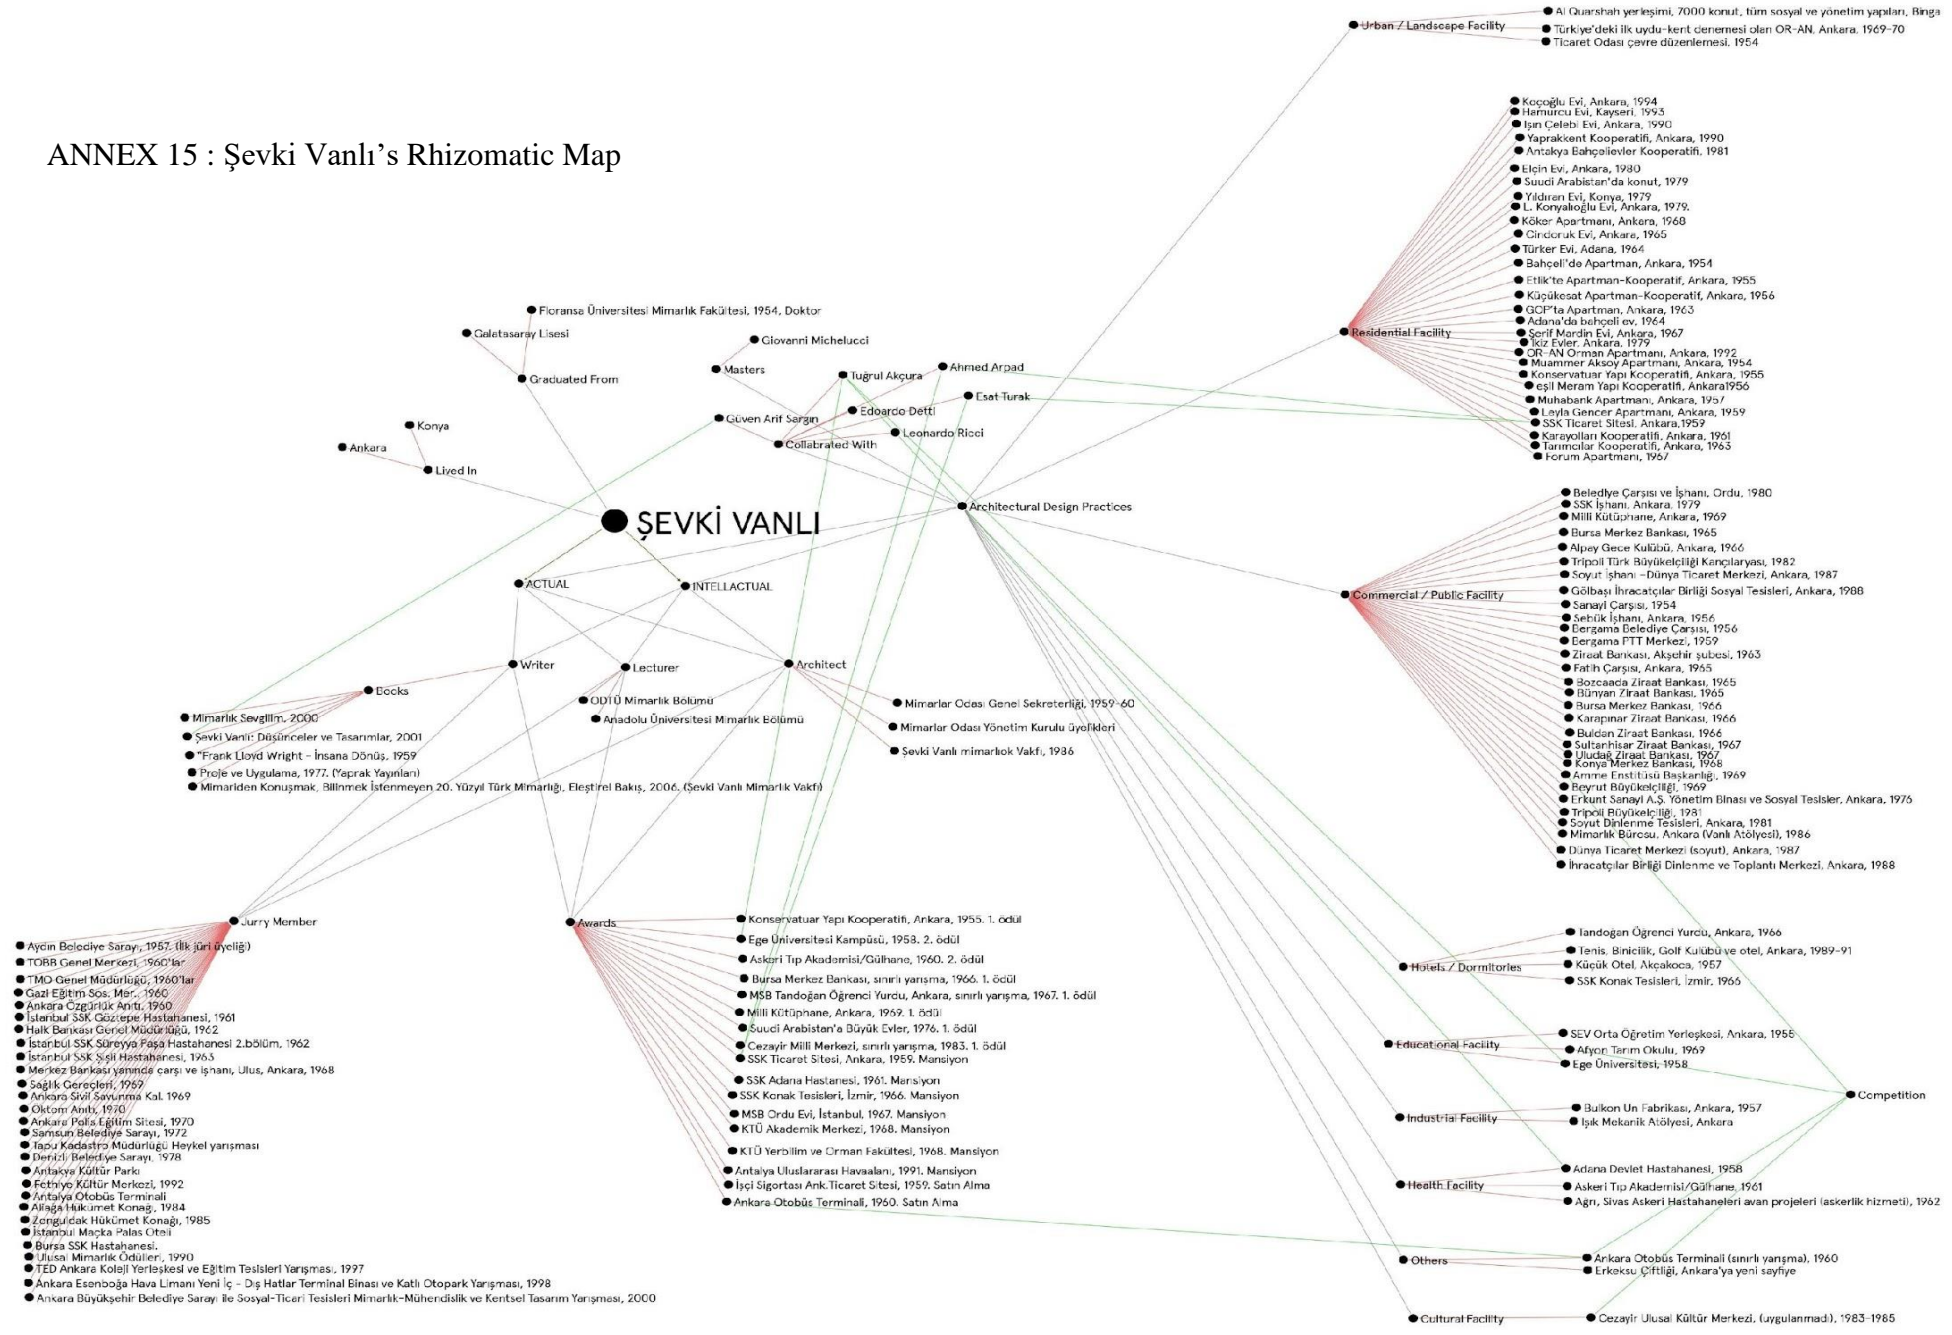 ANNEX 15 : Şevki Vanlı’s Rhizomatic Map
Urban / Landscape Facility
Al Quarshah yerleşimi, 7000 konut, tüm sosyal ve yönetim yapıları, Binga
Türkiye'deki ilk uydu-kent denemesi olan OR-AN, Ankara, 1969-70
Ticaret Odası çevre düzenlemesi, 1954
Residential Facility
Koçoğlu Evi, Ankara, 1994
Hamurcu Evi, Kayseri, 1993
Işın Çelebi Evi, Ankara, 1990
Yaprakkent Kooperatifi, Ankara, 1990
Antakya Bahçelievler Kooperatifi, 1981
Elçin Evi, Ankara, 1980
Suudi Arabistan'da konut, 1979
Yıldıran Evi, Konya, 1979
L. Konyalıoğlu Evi, Ankara, 1979.
Köker Apartmanı, Ankara, 1968
Cindoruk Evi, Ankara, 1965
Türker Evi, Adana, 1964
Bahçeli'de Apartman, Ankara, 1954
Etlik'te Apartman-Kooperatif, Ankara, 1955
Küçükesat Apartman-Kooperatif, Ankara, 1956
GOP'ta Apartman, Ankara, 1963
Adana'da bahçeli ev, 1964
Şerif Mardin Evi, Ankara, 1967
İkiz Evler, Ankara, 1979
OR-AN Orman Apartmanı, Ankara, 1992
Muammer Aksoy Apartmanı, Ankara, 1954
Konservatuar Yapı Kooperatifi, Ankara, 1955
eşil Meram Yapı Kooperatifi, Ankara1956
Muhabank Apartmanı, Ankara, 1957
Leyla Gencer Apartmanı, Ankara, 1959
SSK Ticaret Sitesi, Ankara,1959
Karayolları Kooperatifi, Ankara, 1961
Tarımcılar Kooperatifi, Ankara, 1963
Forum Apartmanı, 1967
Floransa Üniversitesi Mimarlık Fakültesi, 1954, Doktor
Galatasaray Lisesi
Graduated From
Konya
Ankara
Lived In
Giovanni Michelucci
Masters
Tuğrul Akçura
Ahmed Arpad
Esat Turak
Edoardo Detti
Güven Arif Sargın
Leonardo Ricci
Collabrated With
Architectural Design Practices
ŞEVKİ VANLI
ACTUAL
INTELLACTUAL
Writer
Lecturer
Architect
Books
ODTÜ Mimarlık Bölümü
Anadolu Üniversitesi Mimarlık Bölümü
Mimarlar Odası Genel Sekreterliği, 1959-60
Mimarlar Odası Yönetim Kurulu üyelikleri
Şevki Vanlı mimarlıok Vakfı, 1986
Mimarlık Sevgilim, 2000
Şevki Vanlı: Düşünceler ve Tasarımlar, 2001
"Frank Lloyd Wright - İnsana Dönüş, 1959
Proje ve Uygulama, 1977. (Yaprak Yayınları)
Mimariden Konuşmak, Bilinmek İstenmeyen 20. Yüzyıl Türk Mimarlığı, Eleştirel Bakış, 2006. (Şevki Vanlı Mimarlık Vakfı)
Commercial / Public Facility
Belediye Çarşısı ve İşhanı, Ordu, 1980
SSK İşhanı, Ankara, 1979
Milli Kütüphane, Ankara, 1969
Bursa Merkez Bankası, 1965
Alpay Gece Kulübü, Ankara, 1966
Tripoli Türk Büyükelçiliği Kançılaryası, 1982
Soyut İşhanı -Dünya Ticaret Merkezi, Ankara, 1987
Gölbaşı İhracatçılar Birliği Sosyal Tesisleri, Ankara, 1988
Sanayi Çarşısı, 1954
Sebük İşhanı, Ankara, 1956
Bergama Belediye Çarşısı, 1956
Bergama PTT Merkezi, 1959
Ziraat Bankası, Akşehir şubesi, 1963
Fatih Çarşısı, Ankara, 1965
Bozcaada Ziraat Bankası, 1965
Bünyan Ziraat Bankası, 1965
Bursa Merkez Bankası, 1966
Karapınar Ziraat Bankası, 1966
Buldan Ziraat Bankası, 1966
Sultanhisar Ziraat Bankası, 1967
Uludağ Ziraat Bankası, 1967
Konya Merkez Bankası, 1968
Amme Enstitüsü Başkanlığı, 1969
Beyrut Büyükelçiliği, 1969
Erkunt Sanayi A.Ş. Yönetim Binası ve Sosyal Tesisler, Ankara, 1976
Tripoli Büyükelçiliği, 1981
Soyut Dinlenme Tesisleri, Ankara, 1981
Mimarlık Bürosu, Ankara (Vanlı Atölyesi), 1986
Dünya Ticaret Merkezi (soyut), Ankara, 1987
İhracatçılar Birliği Dinlenme ve Toplantı Merkezi, Ankara, 1988
Jurry Member
Aydın Belediye Sarayı, 1957. (İlk jüri üyeliği)
TOBB Genel Merkezi, 1960'lar
TMO Genel Müdürlüğü, 1960'lar
Gazi Eğitim Sos. Mer., 1960
Ankara Özgürlük Anıtı, 1960
İstanbul SSK Göztepe Hastahanesi, 1961
Halk Bankası Genel Müdürlüğü, 1962
İstanbul SSK Süreyya Paşa Hastahanesi 2.bölüm, 1962
İstanbul SSK Şişli Hastahanesi, 1963
Merkez Bankası yanında çarşı ve işhanı, Ulus, Ankara, 1968
Sağlık Gereçleri, 1969
Ankara Sivil Savunma Kal. 1969
Oktom Anıtı, 1970
Ankara Polis Eğitim Sitesi, 1970
Samsun Belediye Sarayı, 1972
Tapu Kadastro Müdürlüğü Heykel yarışması
Denizli Belediye Sarayı, 1978
Antakya Kültür Parkı
Fethiye Kültür Merkezi, 1992
Antalya Otobüs Terminali
Aliağa Hükümet Konağı, 1984
Zonguldak Hükümet Konağı, 1985
İstanbul Maçka Palas Oteli
Bursa SSK Hastahanesi.
Ulusal Mimarlık Ödülleri, 1990
TED Ankara Koleji Yerleşkesi ve Eğitim Tesisleri Yarışması, 1997
Ankara Esenboğa Hava Limanı Yeni İç - Dış Hatlar Terminal Binası ve Katlı Otopark Yarışması, 1998
Ankara Büyükşehir Belediye Sarayı ile Sosyal-Ticari Tesisleri Mimarlık-Mühendislik ve Kentsel Tasarım Yarışması, 2000
Awards
Konservatuar Yapı Kooperatifi, Ankara, 1955. 1. ödül
Ege Üniversitesi Kampüsü, 1958. 2. ödül
Askeri Tıp Akademisi/Gülhane, 1960. 2. ödül
Bursa Merkez Bankası, sınırlı yarışma, 1966. 1. ödül
MSB Tandoğan Öğrenci Yurdu, Ankara, sınırlı yarışma, 1967. 1. ödül
Milli Kütüphane, Ankara, 1969. 1. ödül
Suudi Arabistan'a Büyük Evler, 1976. 1. ödül
Cezayir Milli Merkezi, sınırlı yarışma, 1983. 1. ödül
SSK Ticaret Sitesi, Ankara, 1959. Mansiyon
SSK Adana Hastanesi, 1961. Mansiyon
SSK Konak Tesisleri, İzmir, 1966. Mansiyon
MSB Ordu Evi, İstanbul, 1967. Mansiyon
KTÜ Akademik Merkezi, 1968. Mansiyon
KTÜ Yerbilim ve Orman Fakültesi, 1968. Mansiyon
Antalya Uluslararası Havaalanı, 1991. Mansiyon
İşçi Sigortası Ank.Ticaret Sitesi, 1959. Satın Alma
Ankara Otobüs Terminali, 1960. Satın Alma
Hotels / Dormitories
Tandoğan Öğrenci Yurdu, Ankara, 1966
Tenis, Binicilik, Golf Kulübü ve otel, Ankara, 1989-91
Küçük Otel, Akçakoca, 1957
SSK Konak Tesisleri, İzmir, 1966
Educational Facility
SEV Orta Öğretim Yerleşkesi, Ankara, 1955
Afyon Tarım Okulu, 1969
Ege Üniversitesi, 1958
Competition
Industrial Facility
Bulkon Un Fabrikası, Ankara, 1957
Işık Mekanik Atölyesi, Ankara
Health Facility
Adana Devlet Hastahanesi, 1958
Askeri Tıp Akademisi/Gülhane, 1961
Ağrı, Sivas Askeri Hastahaneleri avan projeleri (askerlik hizmeti), 1962
Others
Ankara Otobüs Terminali (sınırlı yarışma), 1960
Erkeksu Çiftliği, Ankara'ya yeni sayfiye
Cultural Facility
Cezayir Ulusal Kültür Merkezi, (uygulanmadı), 1983-1985